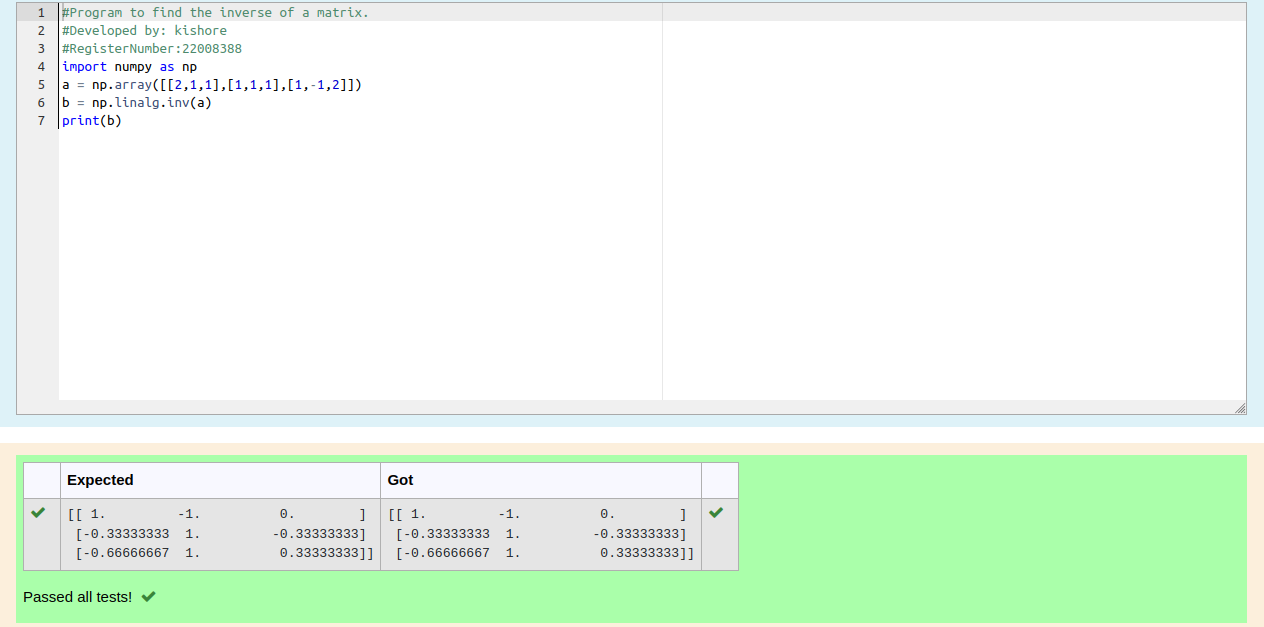 1 #Program to find the inverse of a matrix.
2 #Developed by: kishore
3 #RegisterNumber:22008388
4 import numpy as np
5 a = np.array([[2,1,1],[1,1,1],[1,-1,2]])
6 b = np.linalg.inv(a)
7 print(b)
Expected Got
[[ 1. -1. 0. ] [[ 1. -1. 0. ]
[-0.33333333 1. -0.33333333] [-0.33333333 1. -0.33333333]
[-0.66666667 1. 0.33333333]] [-0.66666667 1. 0.33333333]]
Passed all tests!